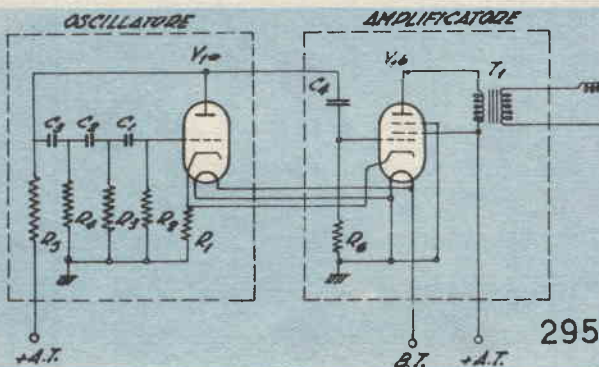 OSCILLATORE
AMPLIFICATORE
V1a
V1b
T1
C4
C3 C2 C1
R5 R4 R3 R2 R1
R6
+A.T.
B.T. +A.T.
295